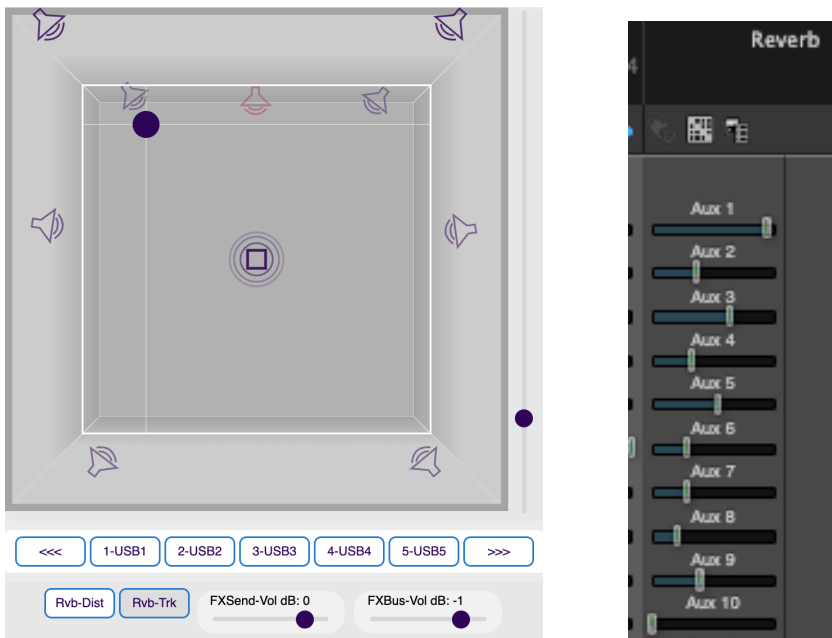 <<<
1-USB1
2-USB2
3-USB3
4-USB4
5-USB5
>>>
Rvb-Dist
Rvb-Trk
FXSend-Vol dB: 0
FXBus-Vol dB: -1
Reverb
4
Aux 1
Aux 2
Aux 3
Aux 4
Aux 5
Aux 6
Aux 7
Aux 8
Aux 9
Aux 10